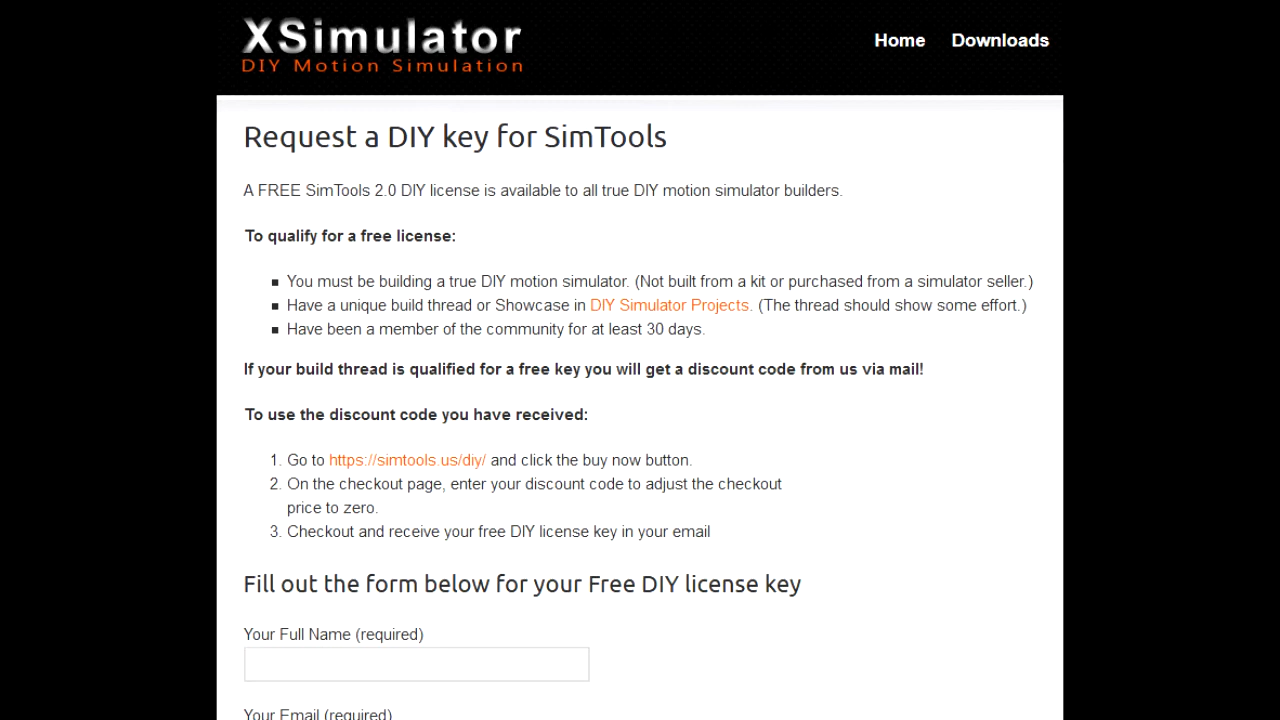 XSimulator
DIY Motion Simulation
Home Downloads
Request a DIY key for SimTools
A FREE SimTools 2.0 DIY license is available to all true DIY motion simulator builders.
To qualify for a free license:
You must be building a true DIY motion simulator. (Not built from a kit or purchased from a simulator seller.)
Have a unique build thread or Showcase in DIY Simulator Projects. (The thread should show some effort.)
Have been a member of the community for at least 30 days.
If your build thread is qualified for a free key you will get a discount code from us via mail!
To use the discount code you have received:
1. Go to https://simtools.us/diy/ and click the buy now button.
2. On the checkout page, enter your discount code to adjust the checkout
price to zero.
3. Checkout and receive your free DIY license key in your email
Fill out the form below for your Free DIY license key
Your Full Name (required)
Your Email (required)